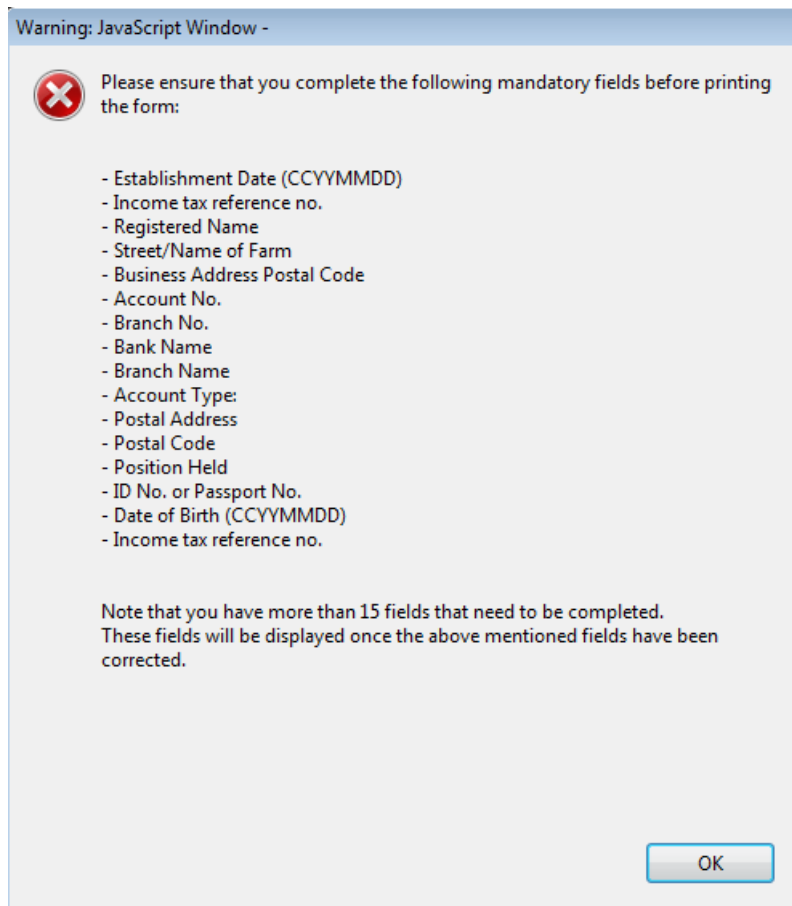 Warning: JavaScript Window -
Please ensure that you complete the following mandatory fields before printing
the form:
- Establishment Date (CCYYMMDD)
- Income tax reference no.
- Registered Name
- Street/Name of Farm
- Business Address Postal Code
- Account No.
- Branch No.
- Bank Name
- Branch Name
- Account Type:
- Postal Address
- Postal Code
- Position Held
- ID No. or Passport No.
- Date of Birth (CCYYMMDD)
- Income tax reference no.
Note that you have more than 15 fields that need to be completed.
These fields will be displayed once the above mentioned fields have been
corrected.
OK